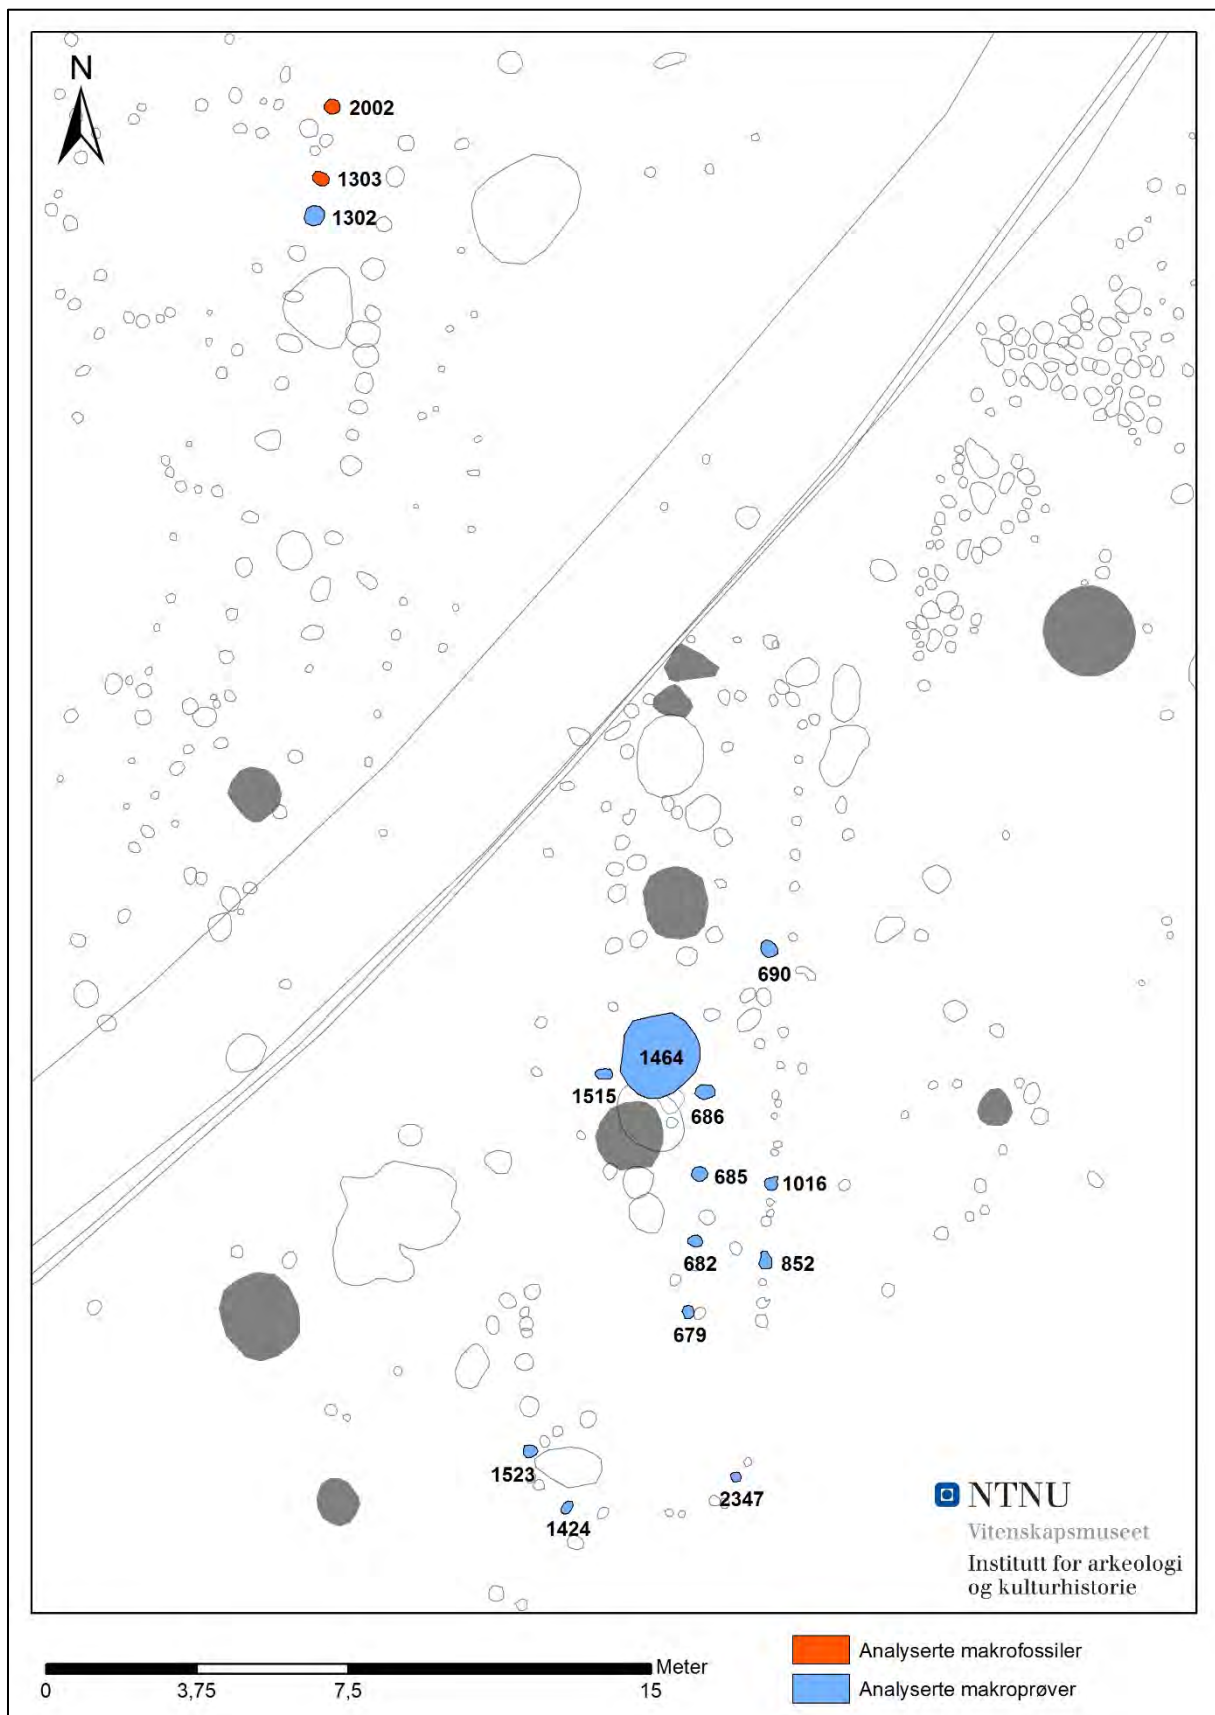 N
2002
1303
1302
690
1464
1515
686
685
1016
682
852
679
1523
2347
1424
NTNU
Vitenskapsmuseet
Institutt for arkeologi
og kulturhistorie
Meter
0 3,75 7,5 15
Analyserte makrofossiler
Analyserte makroprøver